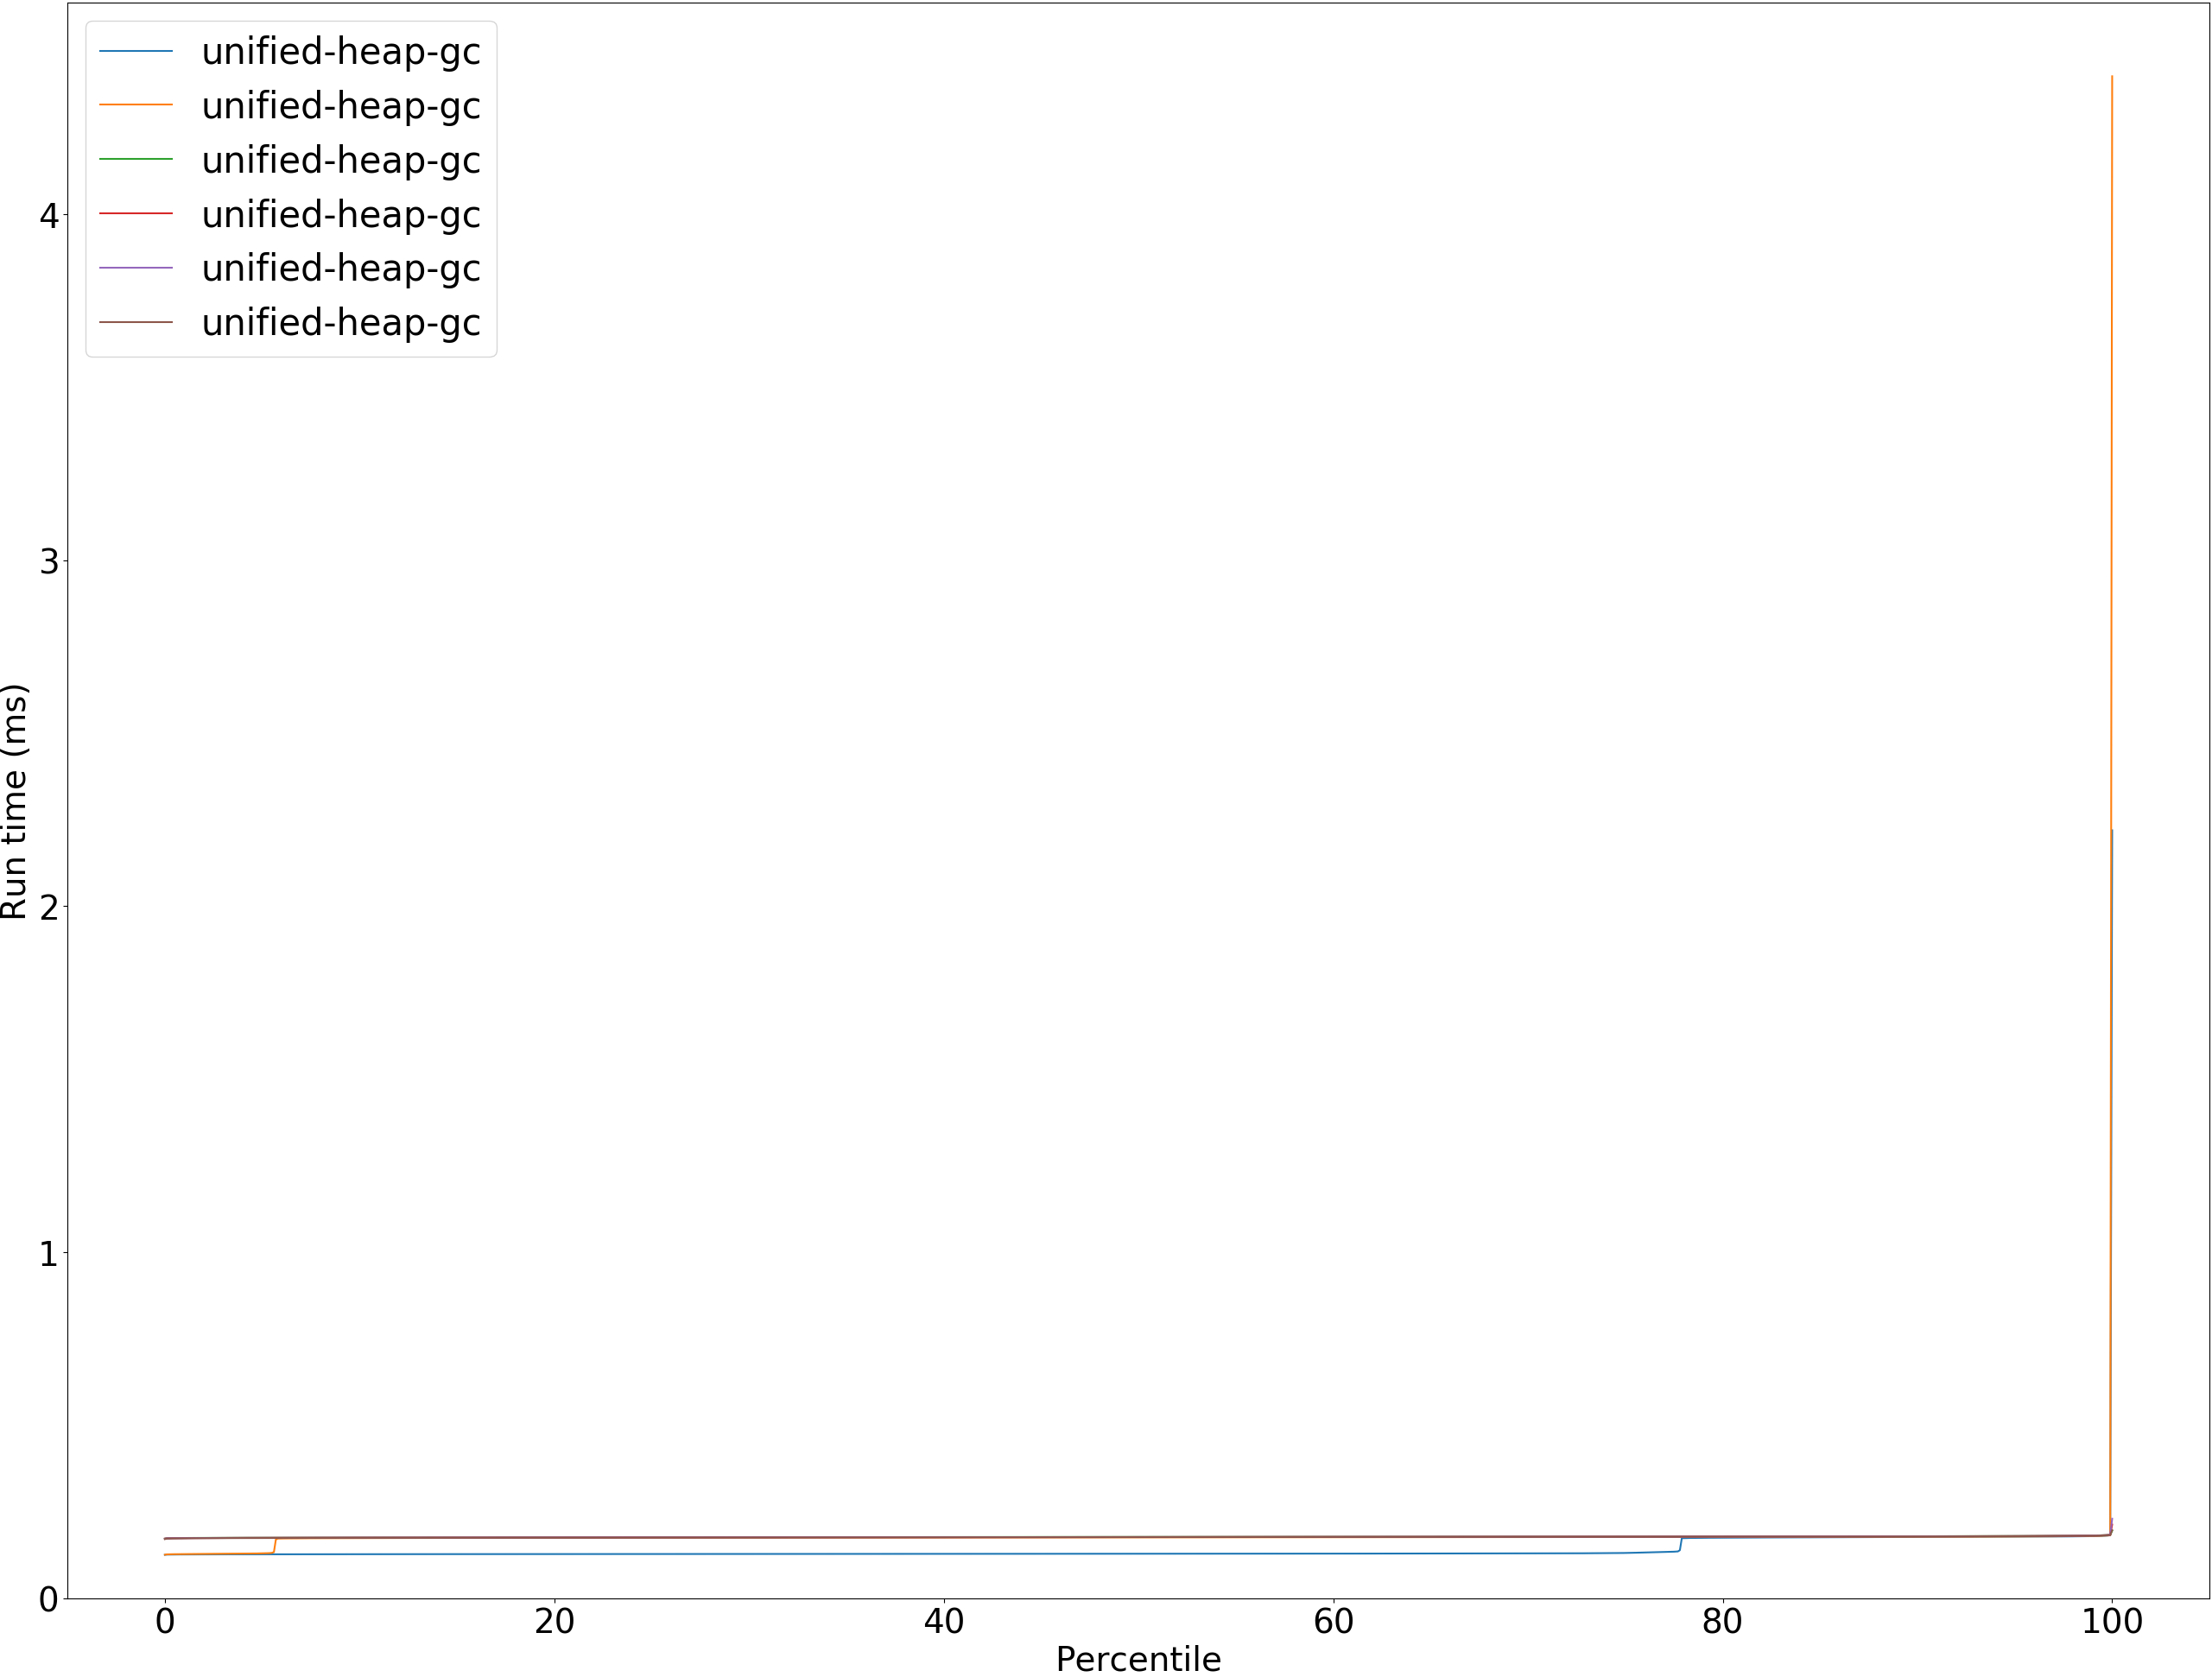 unified-heap-gc
unified-heap-gc
unified-heap-gc
unified-heap-gc
unified-heap-gc
unified-heap-gc
4
3
2
1
0
Run time (ms)
0 20 40 60 80 100
Percentile